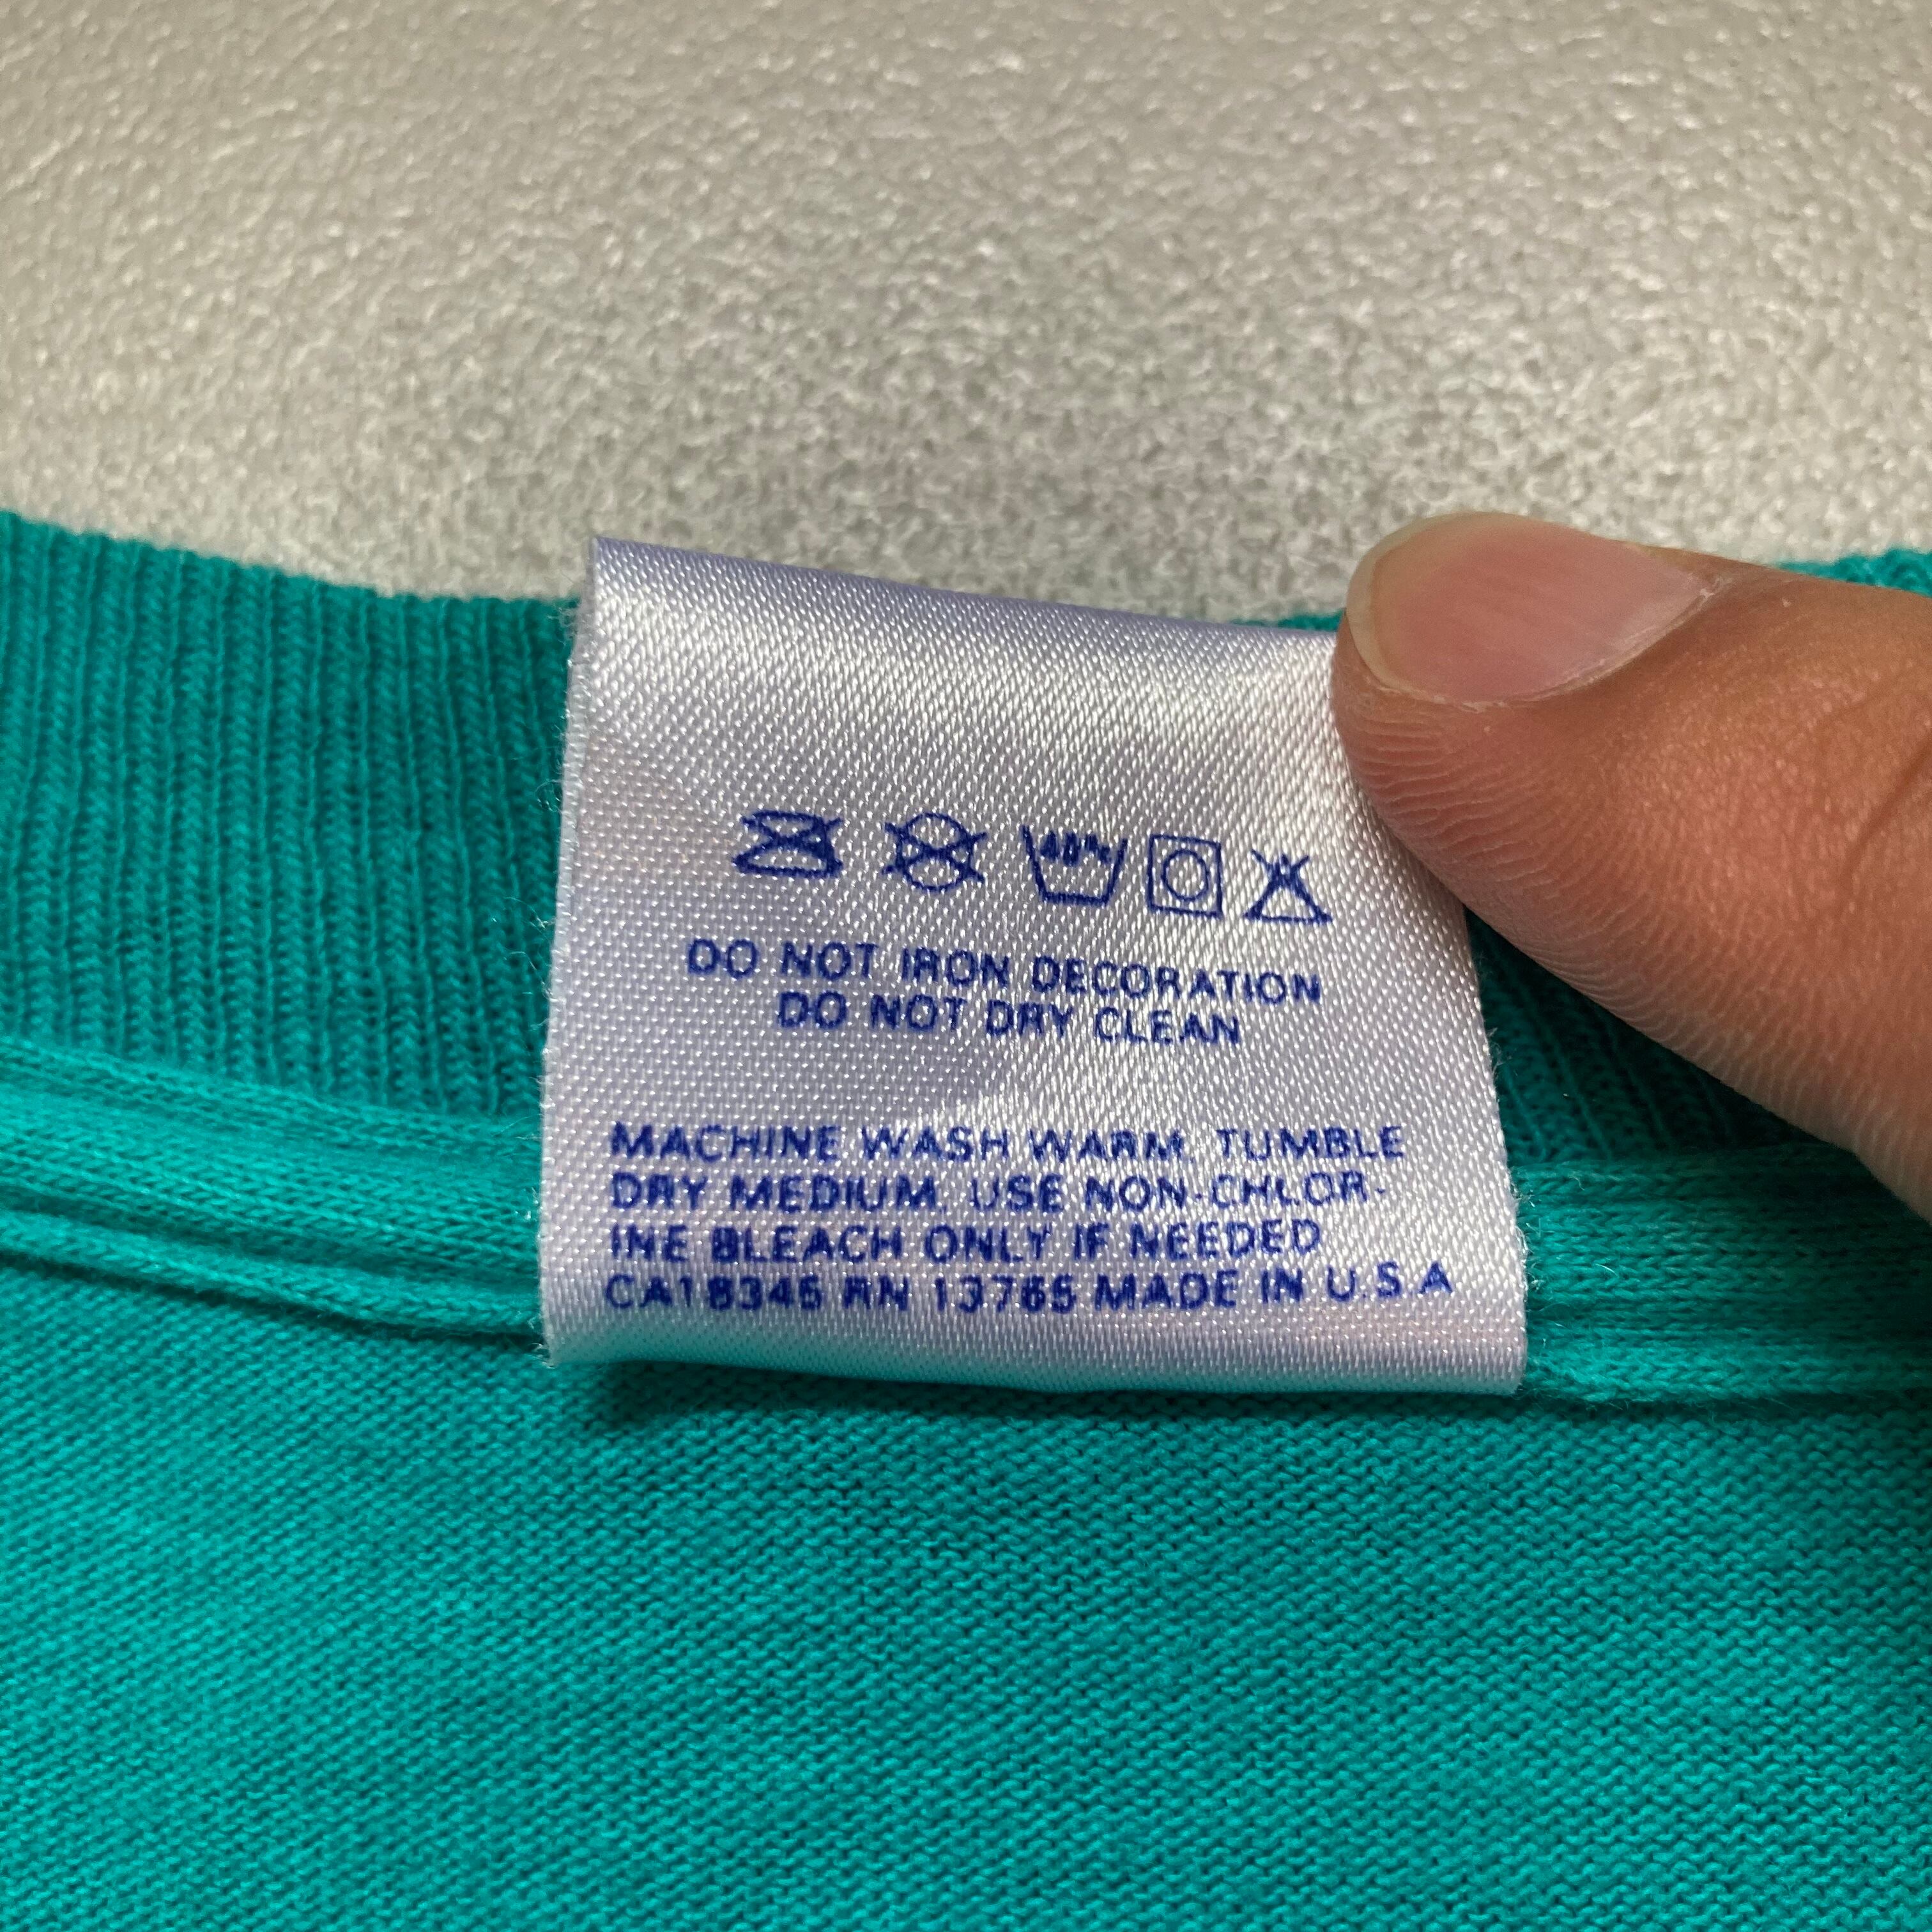 40°c
DO NOT IRON DECORATION
DO NOT DRY CLEAN
MACHINE WASH WARM, TUMBLE
DRY MEDIUM. USE NON-CHLOR-
INE BLEACH ONLY IF NEEDED
CA18345 RN 13765 MADE IN U.S.A